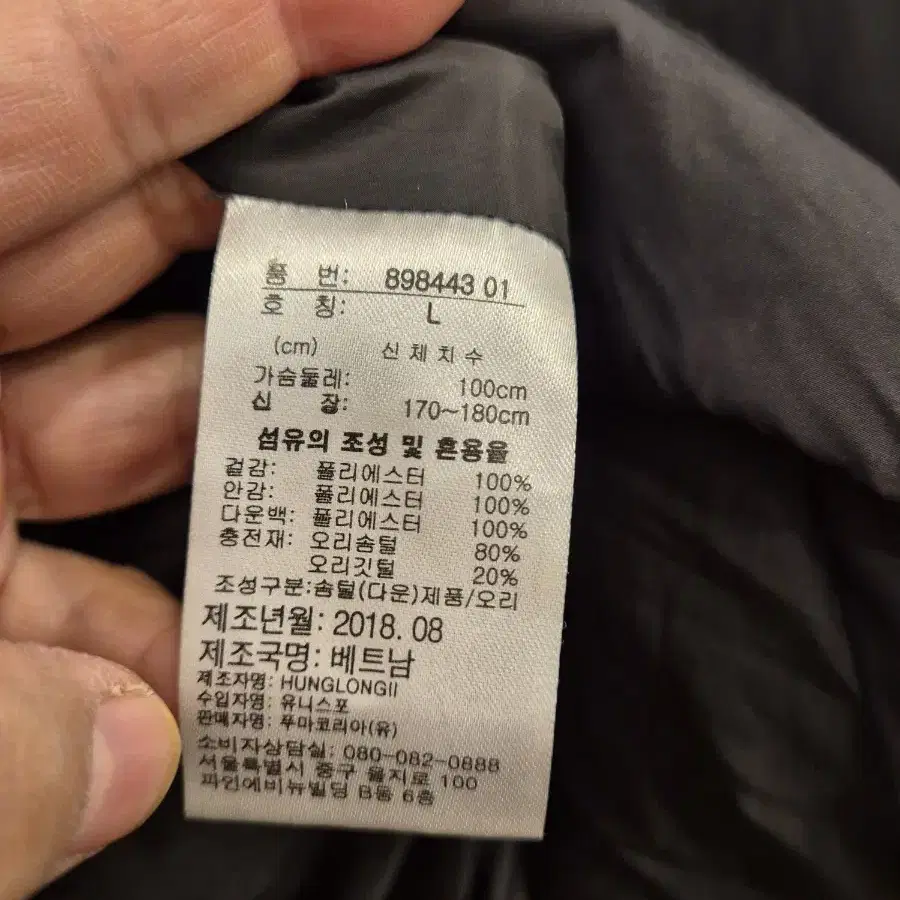 품 번: 898443 01
호 칭: L
(cm) 신체치수
가슴둘레: 100cm
신 장: 170~180cm
섬유의 조성 및 혼용율
겉감: 폴리에스터 100%
안감: 폴리에스터 100%
다운백: 폴리에스터 100%
충전재: 오리솜털 80%
오리깃털 20%
조성구분:솜털(다운)제품/오리
제조년월: 2018. 08
제조국명: 베트남
제조자명: HUNGLONGII
수입자명: 유니스포
판매자명: 푸마코리아(유)
소비자상담실: 080-082-0888
서울특별시 중구 을지로 100
파인에비뉴빌딩 B동 6층